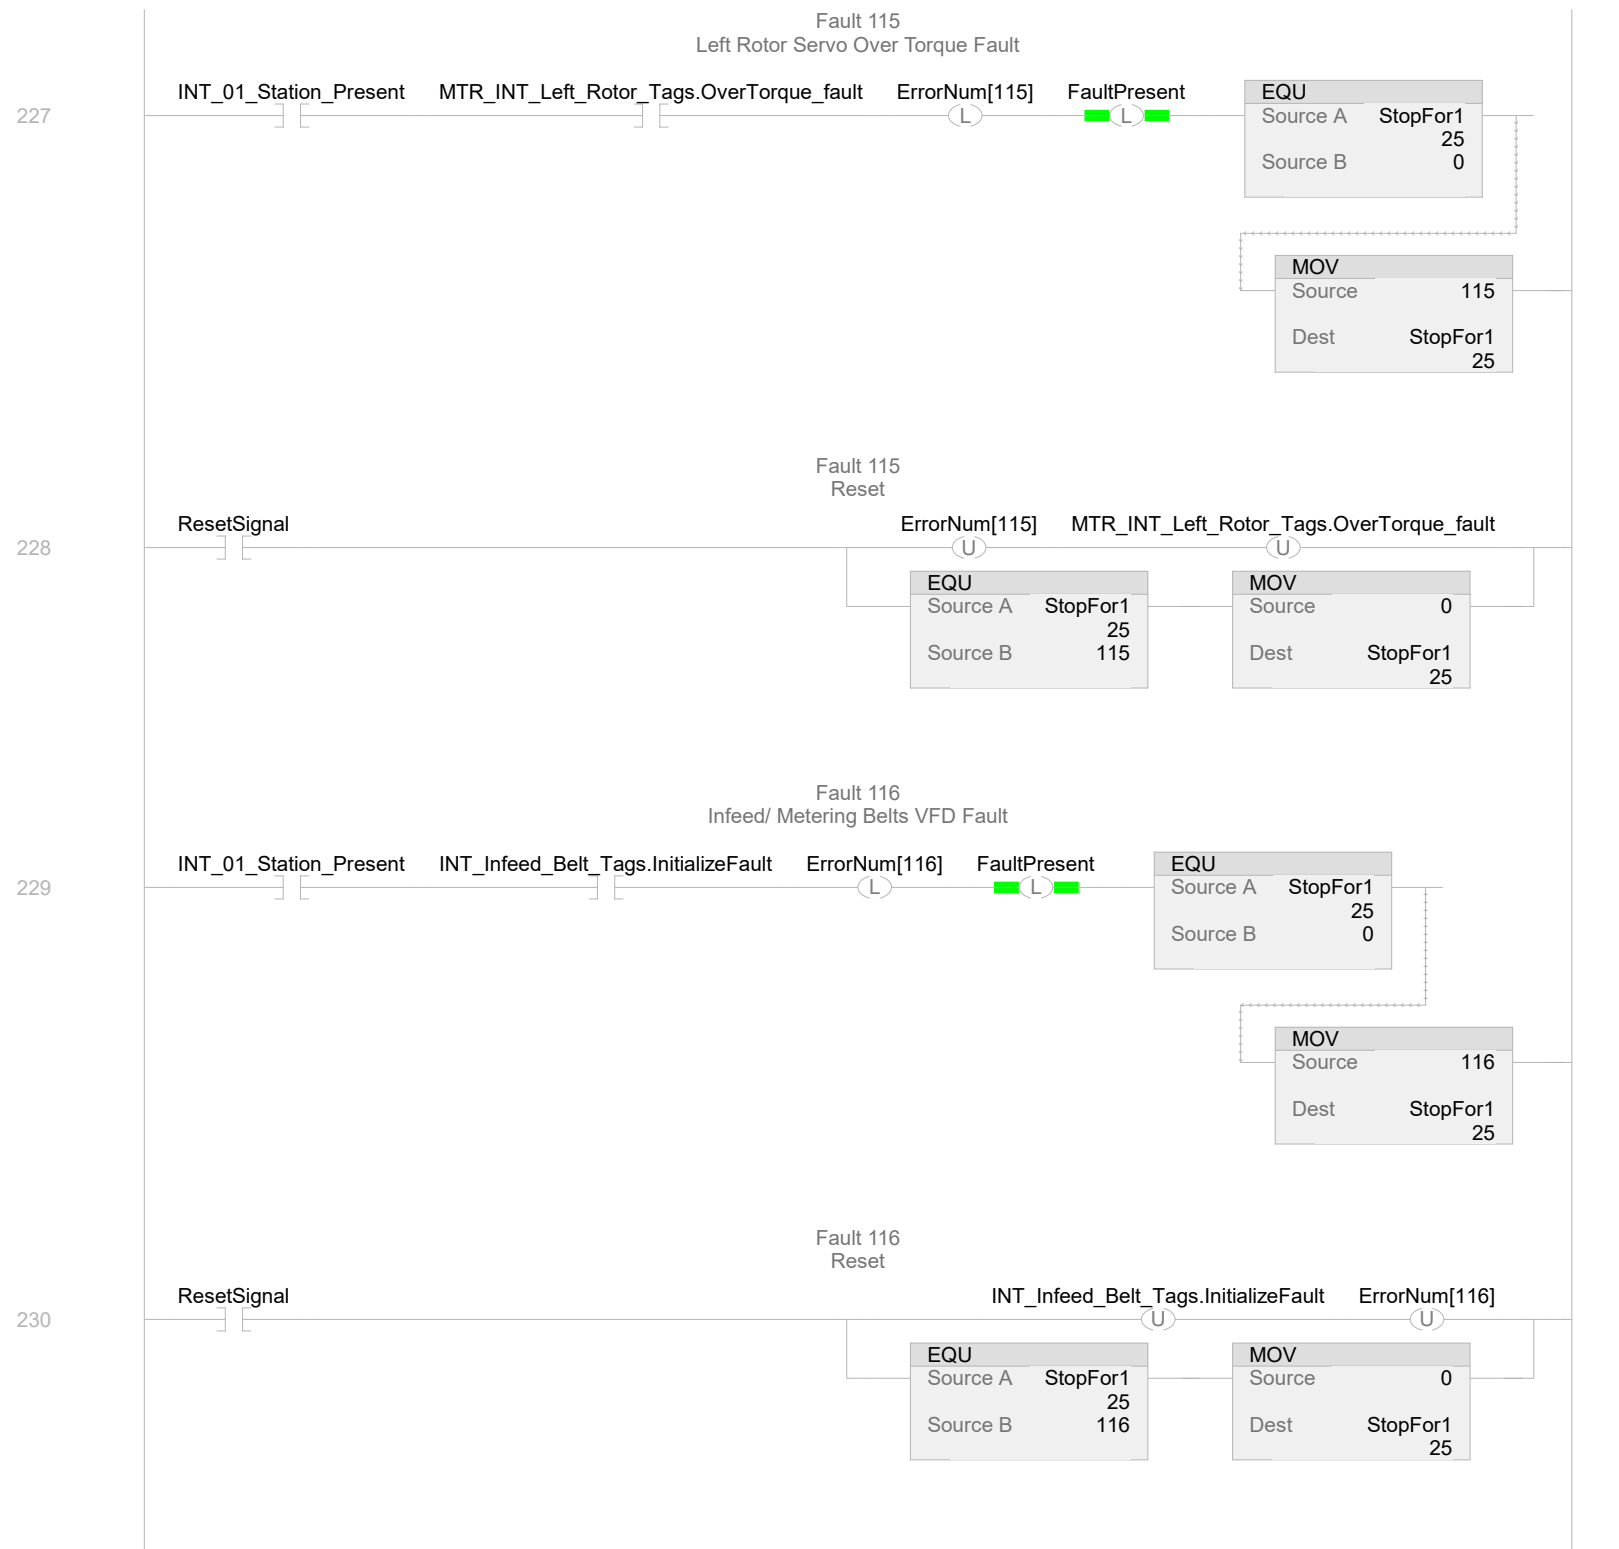 Fault 115
Left Rotor Servo Over Torque Fault
INT_01_Station_Present MTR_INT_Left_Rotor_Tags.OverTorque_fault ErrorNum[115] FaultPresent
227
L L
EQU
Source A StopFor1
25
Source B 0
MOV
Source 115
Dest StopFor1
25
Fault 115
Reset
ResetSignal ErrorNum[115] MTR_INT_Left_Rotor_Tags.OverTorque_fault
228
U U
EQU MOV
Source A StopFor1 Source 0
25
Source B 115 Dest StopFor1
25
Fault 116
Infeed/ Metering Belts VFD Fault
INT_01_Station_Present INT_Infeed_Belt_Tags.InitializeFault ErrorNum[116] FaultPresent
229
L L
EQU
Source A StopFor1
25
Source B 0
MOV
Source 116
Dest StopFor1
25
Fault 116
Reset
ResetSignal INT_Infeed_Belt_Tags.InitializeFault ErrorNum[116]
230
U U
EQU MOV
Source A StopFor1 Source 0
25
Source B 116 Dest StopFor1
25